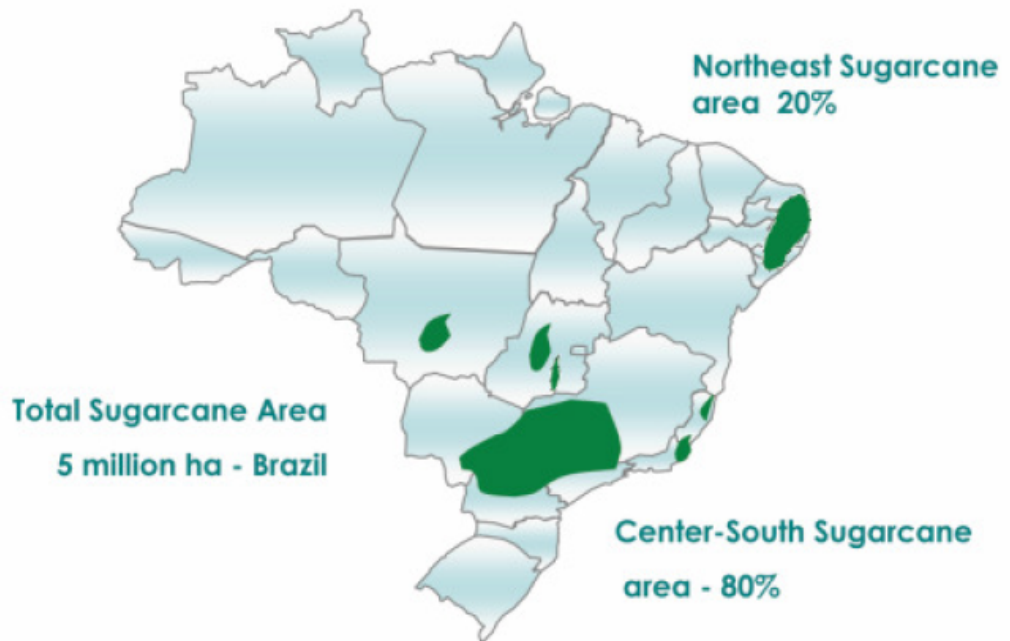 Northeast Sugarcane
area 20%
Total Sugarcane Area
5 million ha - Brazil
Center-South Sugarcane
area - 80%